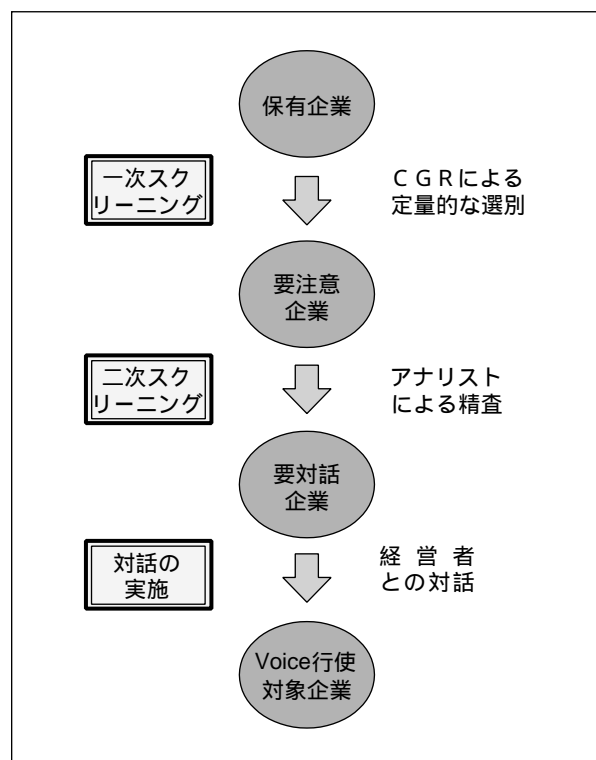 保有企業
一次スク
リーニング
ＣＧＲによる
定量的な選別
要注意
企業
二次スク
リーニング
アナリスト
による精査
要対話
企業
対話の
実施
経 営 者
との対話
Voice行使
対象企業